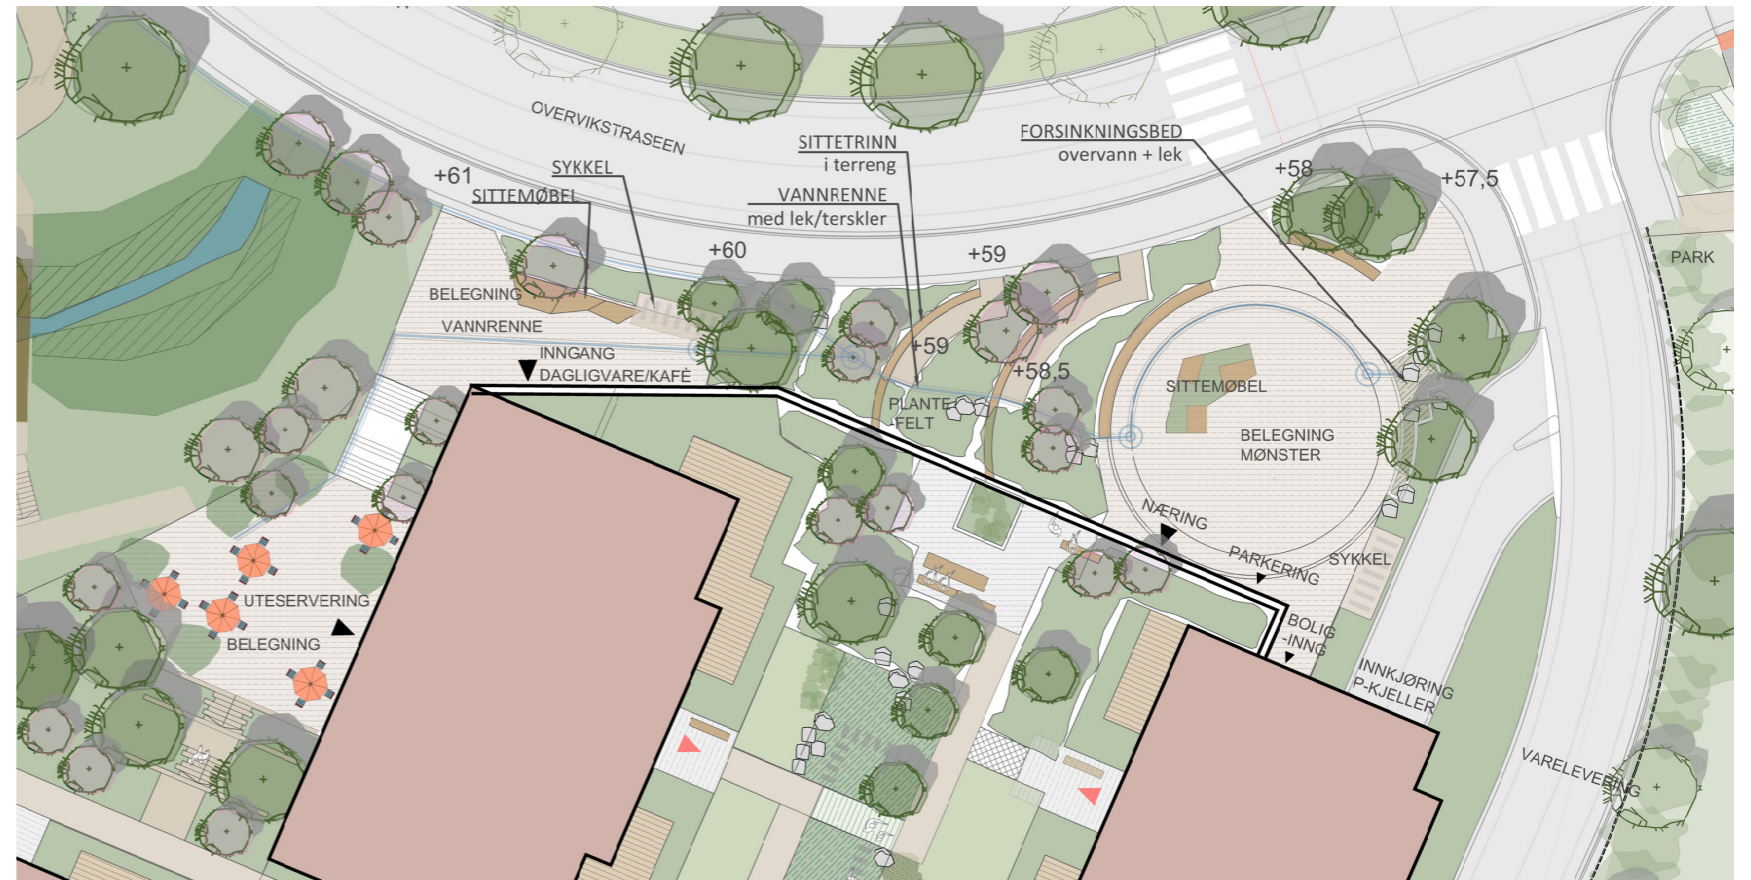 OVERVIKTRASEEN
SITTETRINN
i terreng
FORSINKNINGSBED
overvann + lek
SYKKEL
+61
SITTEMØBEL
VANNRENNE
med lek/terskler
+58
+57,5
+60
+59
PARK
BELEGNING
VANNRENNE
INNGANG
DAGLIGVARE/KAFÈ
+59
+58,5
SITTEMØBEL
PLANTE
-FELT
BELEGNING
MØNSTER
NÆRING
PARKERING
SYKKEL
UTESERVERING
BELEGNING
BOLIG
-INNG
INNKJØRING
P-KJELLER
VARELEVERING